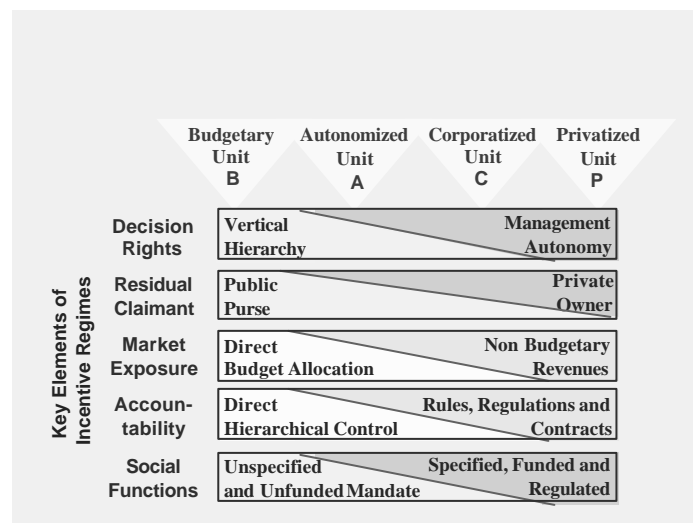 Budgetary Autonomized Corporatized Privatized
Unit Unit Unit Unit
B A C P
Key Elements of
Incentive Regimes
Decision
Rights
Vertical
Hierarchy
Management
Autonomy
Residual
Claimant
Public
Purse
Private
Owner
Market
Exposure
Direct
Budget Allocation
Non Budgetary
Revenues
Accoun-
tability
Direct
Hierarchical Control
Rules, Regulations and
Contracts
Social
Functions
Unspecified
and Unfunded Mandate
Specified, Funded and
Regulated